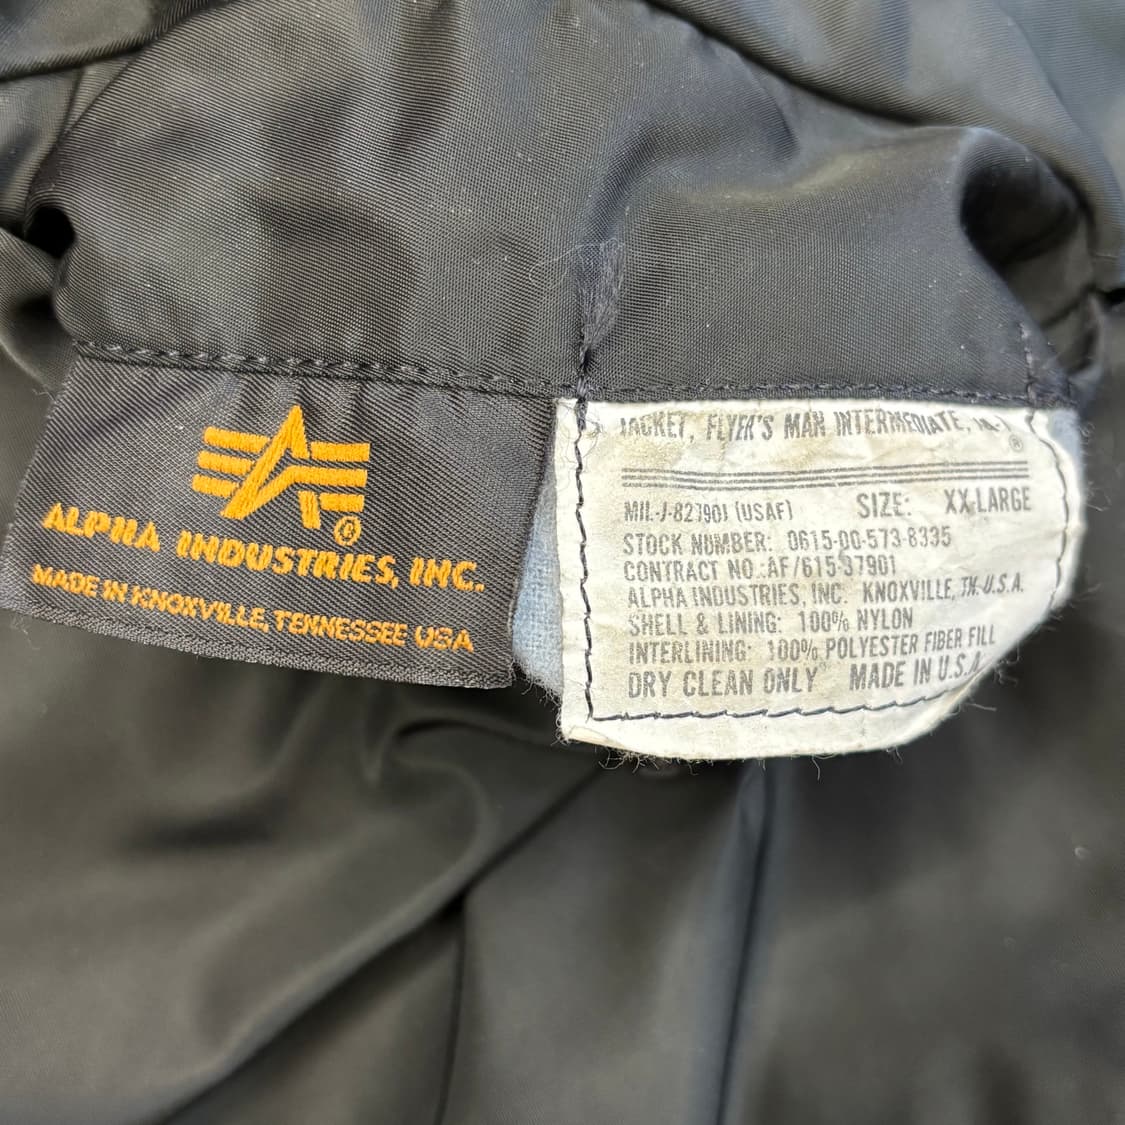 ALPHA INDUSTRIES, INC.
MADE IN KNOXVILLE, TENNESSEE USA
JACKET, FLYER'S MAN INTERMEDIATE,
MIL-J-827901 (USAF) SIZE: XX-LARGE
STOCK NUMBER: 0615-00-573-8335
CONTRACT NO.:AF/615-37901
ALPHA INDUSTRIES, INC. KNOXVILLE, TN. U.S.A.
SHELL & LINING: 100% NYLON
INTERLINING: 100% POLYESTER FIBER FILL
DRY CLEAN ONLY MADE IN U.S.A.